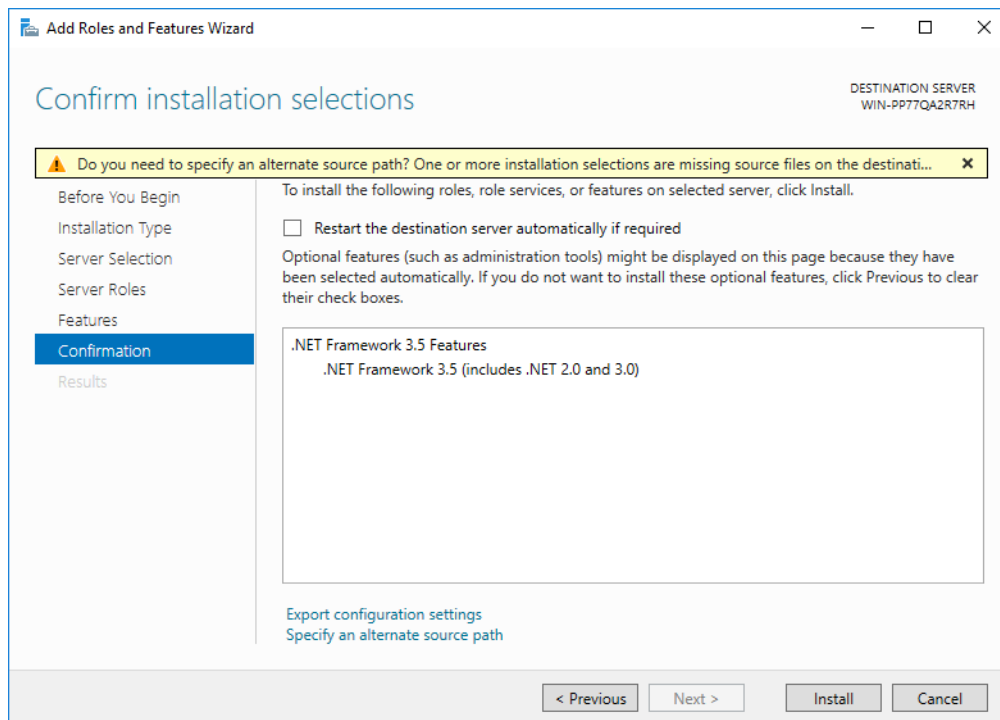 Add Roles and Features Wizard
Confirm installation selections
DESTINATION SERVER
WIN-PP77QA2R7RH
Do you need to specify an alternate source path? One or more installation selections are missing source files on the destinati...
Before You Begin
Installation Type
Server Selection
Server Roles
Features
Confirmation
Results
To install the following roles, role services, or features on selected server, click Install.
Restart the destination server automatically if required
Optional features (such as administration tools) might be displayed on this page because they have
been selected automatically. If you do not want to install these optional features, click Previous to clear
their check boxes.
.NET Framework 3.5 Features
.NET Framework 3.5 (includes .NET 2.0 and 3.0)
Export configuration settings
Specify an alternate source path
< Previous
Next >
Install
Cancel